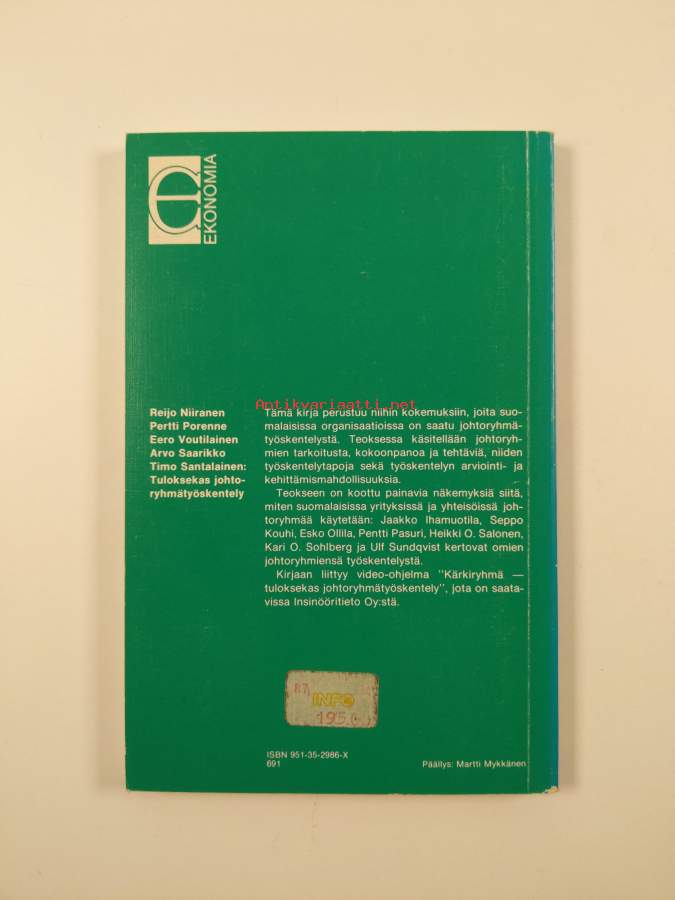 EKONOMIA
Antikvariaatti.net
Reijo Niiranen
Pertti Porenne
Eero Voutilainen
Arvo Saarikko
Timo Santalainen:
Tuloksekas johto-
ryhmätyöskentely
Tämä kirja perustuu niihin kokemuksiin, joita suo-
malaisissa organisaatioissa on saatu johtoryhmä-
työskentelystä. Teoksessa käsitellään johtoryh-
mien tarkoitusta, kokoonpanoa ja tehtäviä, niiden
työskentelytapoja sekä työskentelyn arviointi- ja
kehittämismahdollisuuksia.
Teokseen on koottu painavia näkemyksiä siitä,
miten suomalaisissa yrityksissä ja yhteisöissä joh-
toryhmää käytetään: Jaakko Ihamuotila, Seppo
Kouhi, Esko Ollila, Pentti Pasuri, Heikki O. Salonen,
Kari O. Sohlberg ja Ulf Sundqvist kertovat omien
johtoryhmiensä työskentelystä.
Kirjaan liittyy video-ohjelma "Kärkiryhmä —
tuloksekas johtoryhmätyöskentely", jota on saata-
vissa Insinööritieto Oy:stä.
INFO
ISBN 951-35-2986-X
691
Päällys: Martti Mykkänen